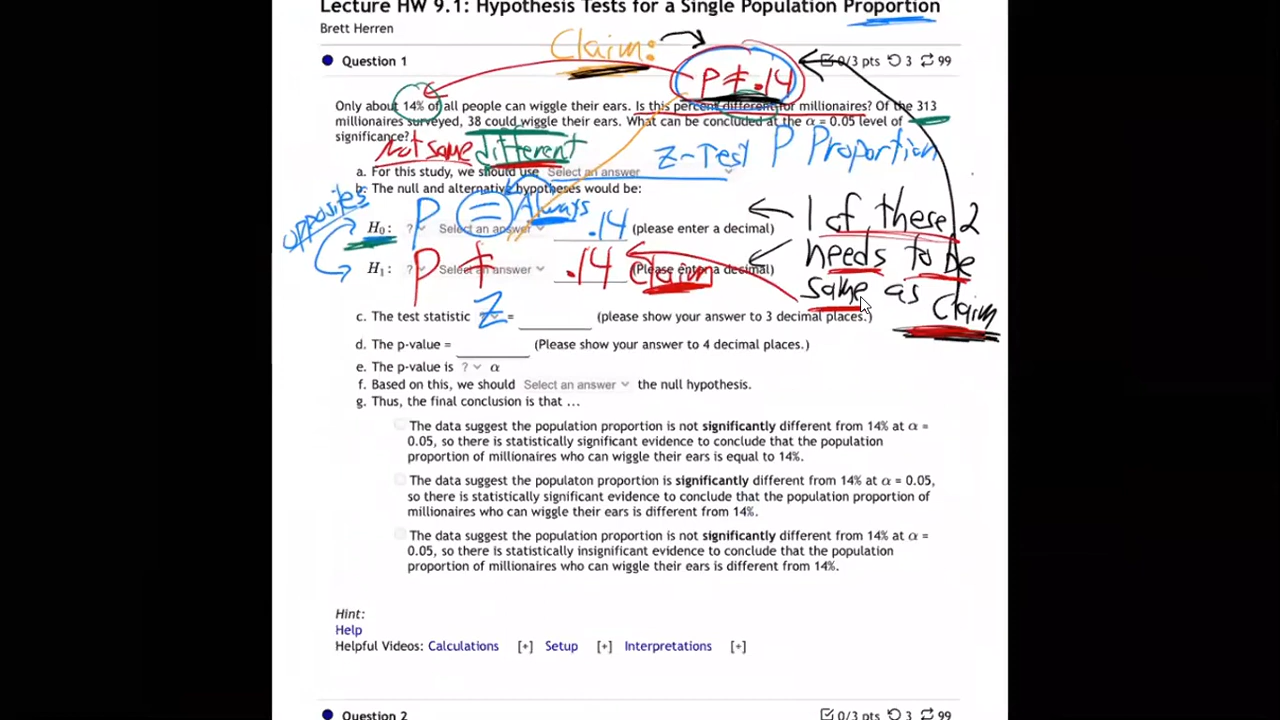 Lecture HW 9.1: Hypothesis Tests for a Single Population Proportion
Brett Herren
Claim:
Question 1
0/3 pts 3 99
P ≠ .14
Only about 14% of all people can wiggle their ears. Is this percent different for millionaires? Of the 313
millionaires surveyed, 38 could wiggle their ears. What can be concluded at the α = 0.05 level of
significance?
Not same different
z-Test P Proportion
a. For this study, we should use Select an answer
b. The null and alternative hypotheses would be:
opposites
P = Always .14
H₀: ? Select an answer (please enter a decimal)
1 of these 2
needs to be
same as Claim
P ≠ .14 Claim
H₁: ? Select an answer (Please enter a decimal)
c. The test statistic Z = (please show your answer to 3 decimal places.)
d. The p-value = (Please show your answer to 4 decimal places.)
e. The p-value is ? α
f. Based on this, we should Select an answer the null hypothesis.
g. Thus, the final conclusion is that ...
The data suggest the population proportion is not significantly different from 14% at α =
0.05, so there is statistically significant evidence to conclude that the population
proportion of millionaires who can wiggle their ears is equal to 14%.
The data suggest the populaton proportion is significantly different from 14% at α = 0.05,
so there is statistically significant evidence to conclude that the population proportion of
millionaires who can wiggle their ears is different from 14%.
The data suggest the population proportion is not significantly different from 14% at α =
0.05, so there is statistically insignificant evidence to conclude that the population
proportion of millionaires who can wiggle their ears is different from 14%.
Hint:
Help
Helpful Videos: Calculations [+] Setup [+] Interpretations [+]
Question 2
0/3 pts 3 99